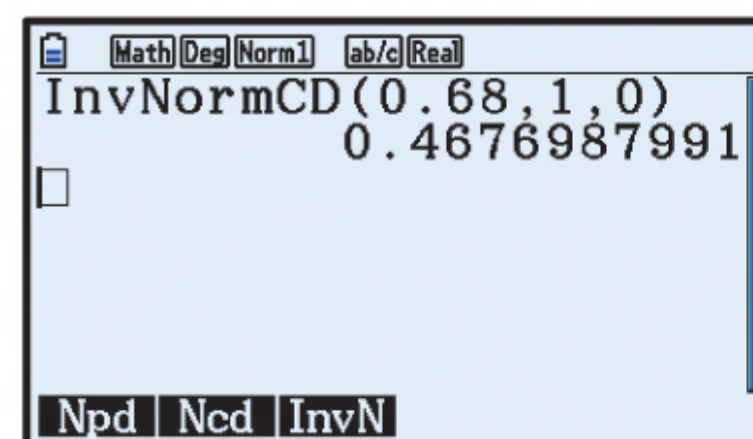 Math Deg Norm1 ab/c Real
InvNormCD(0.68,1,0)
0.4676987991
Npd Ncd InvN